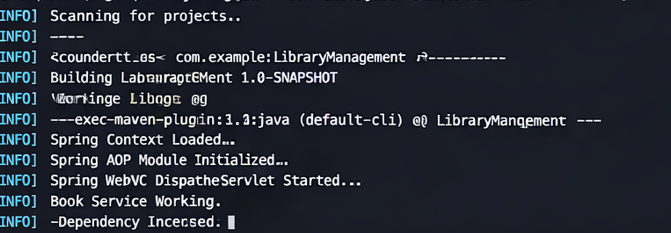 INFO] Scanning for projects..
INFO] ----
INFO] com.example:LibraryManagement ----------
INFO] Building 1.0-SNAPSHOT
INFO]
INFO] ---exec-maven-plugin: :java (default-cli) @ ---
INFO] Spring Context Loaded...
INFO] Spring AOP Module Initialized...
INFO] Spring WebVC DispatheServlet Started...
INFO] Book Service Working.
INFO] -Dependency